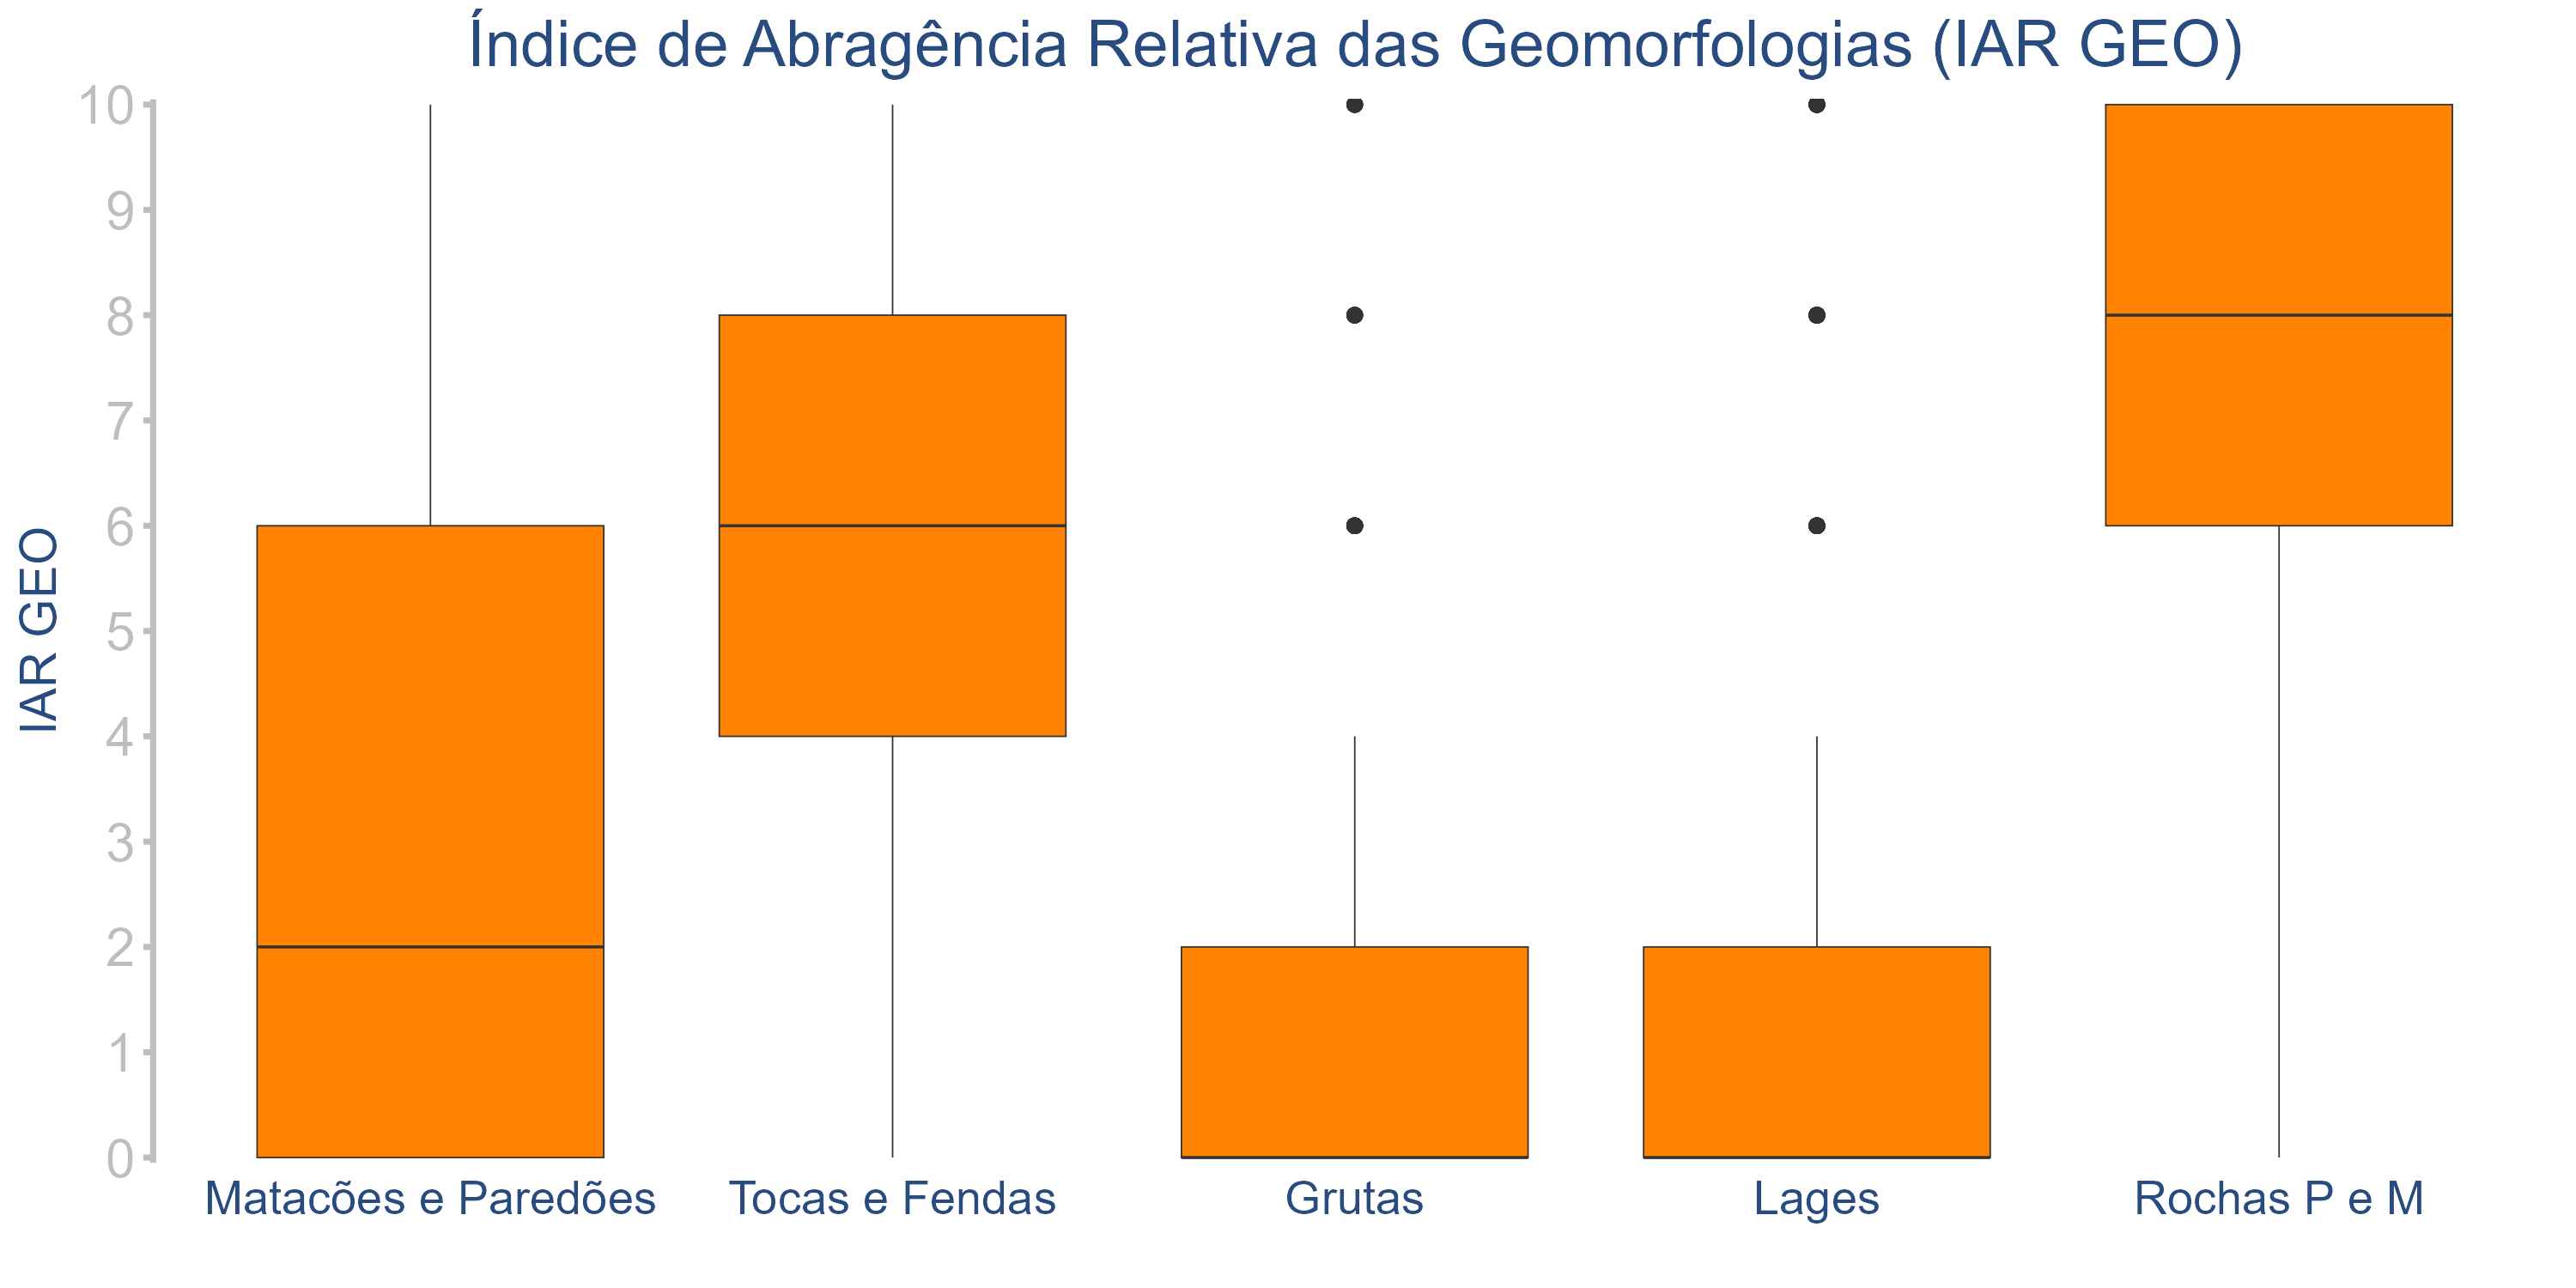 Índice de Abragência Relativa das Geomorfologias (IAR GEO)
10
9
8
7
6
5
4
3
2
1
0
IAR GEO
Matacões e Paredões
Tocas e Fendas
Grutas
Lages
Rochas P e M